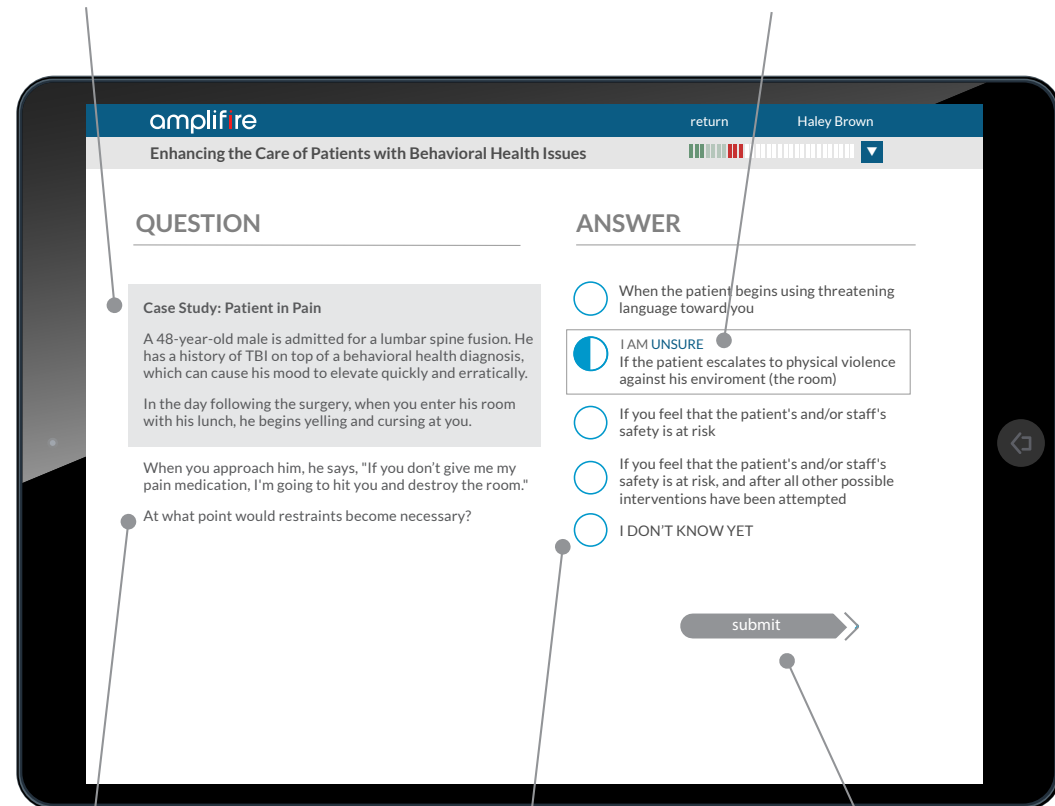 amplifire
return
Haley Brown
Enhancing the Care of Patients with Behavioral Health Issues
QUESTION
Case Study: Patient in Pain
A 48-year-old male is admitted for a lumbar spine fusion. He
has a history of TBI on top of a behavioral health diagnosis,
which can cause his mood to elevate quickly and erratically.
In the day following the surgery, when you enter his room
with his lunch, he begins yelling and cursing at you.
When you approach him, he says, "If you don’t give me my
pain medication, I'm going to hit you and destroy the room."
At what point would restraints become necessary?
ANSWER
When the patient begins using threatening
language toward you
I AM UNSURE
If the patient escalates to physical violence
against his enviroment (the room)
If you feel that the patient's and/or staff's
safety is at risk
If you feel that the patient's and/or staff's
safety is at risk, and after all other possible
interventions have been attempted
I DON’T KNOW YET
submit